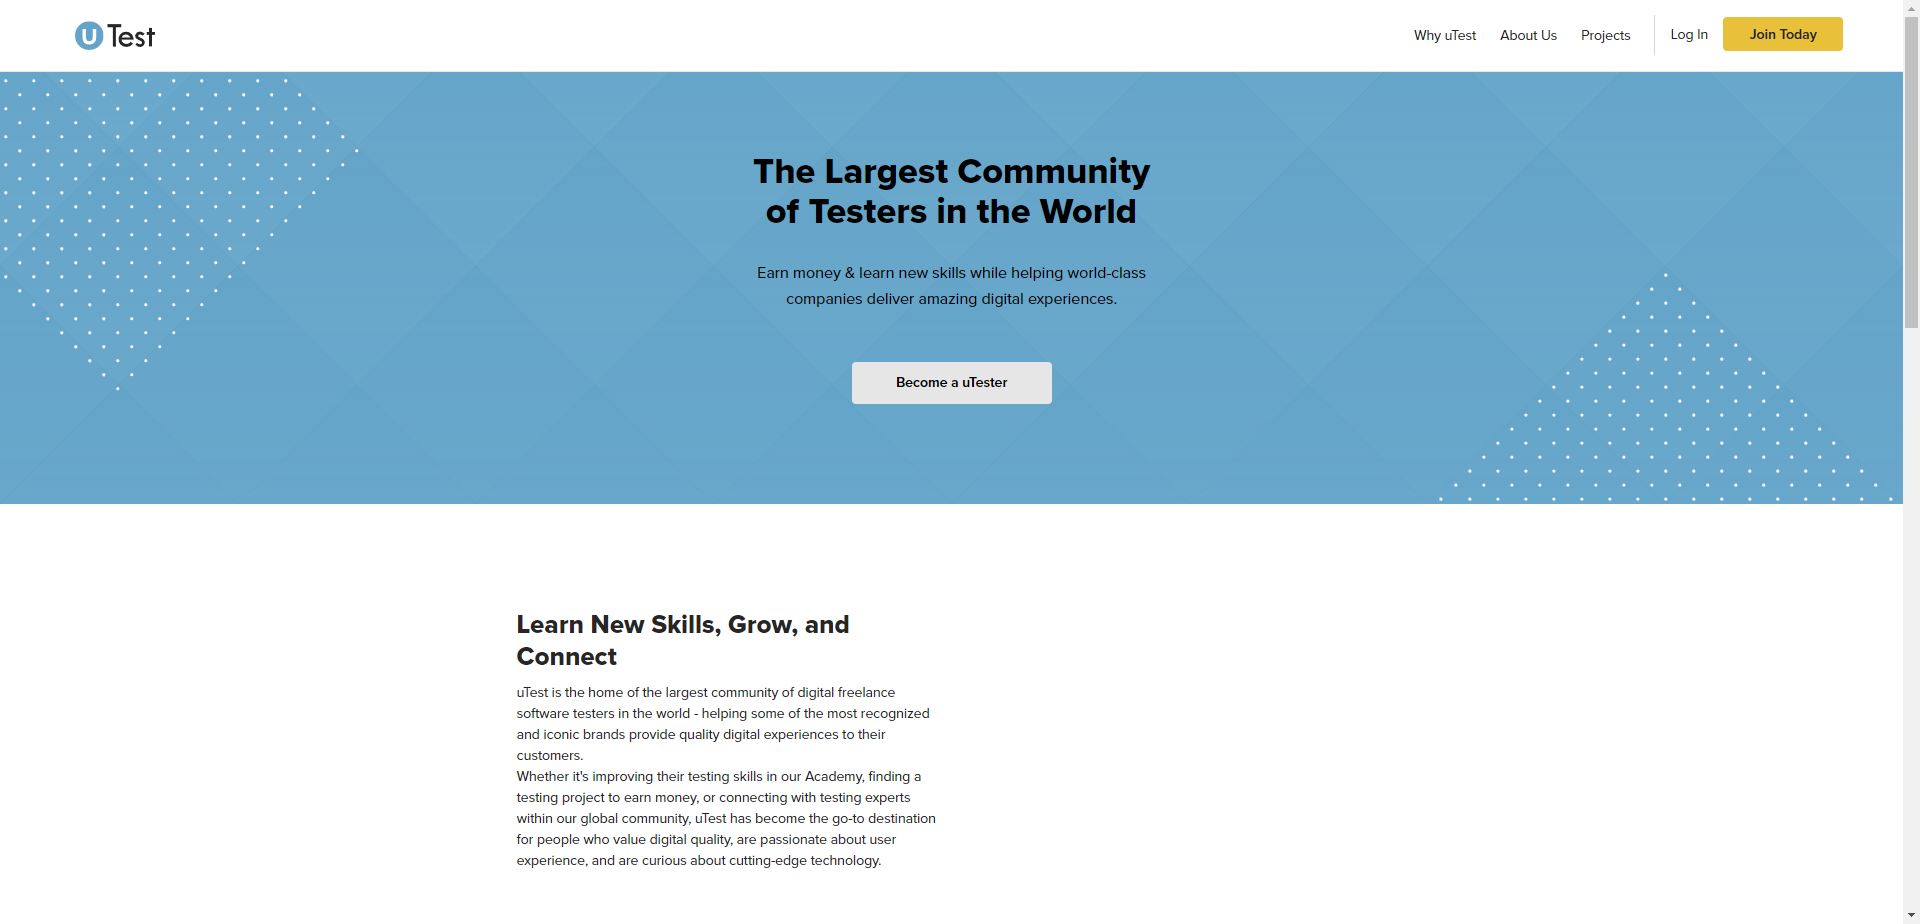 uTest
Why uTest
About Us
Projects
Log In
Join Today
The Largest Community
of Testers in the World
Earn money & learn new skills while helping world-class
companies deliver amazing digital experiences.
Become a uTester
Learn New Skills, Grow, and
Connect
uTest is the home of the largest community of digital freelance
software testers in the world - helping some of the most recognized
and iconic brands provide quality digital experiences to their
customers.
Whether it's improving their testing skills in our Academy, finding a
testing project to earn money, or connecting with testing experts
within our global community, uTest has become the go-to destination
for people who value digital quality, are passionate about user
experience, and are curious about cutting-edge technology.